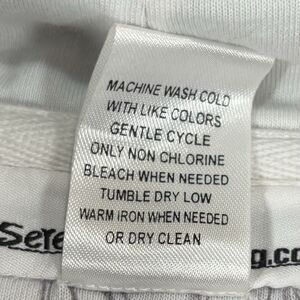 MACHINE WASH COLD
WITH LIKE COLORS
GENTLE CYCLE
ONLY NON CHLORINE
BLEACH WHEN NEEDED
TUMBLE DRY LOW
WARM IRON WHEN NEEDED
OR DRY CLEAN